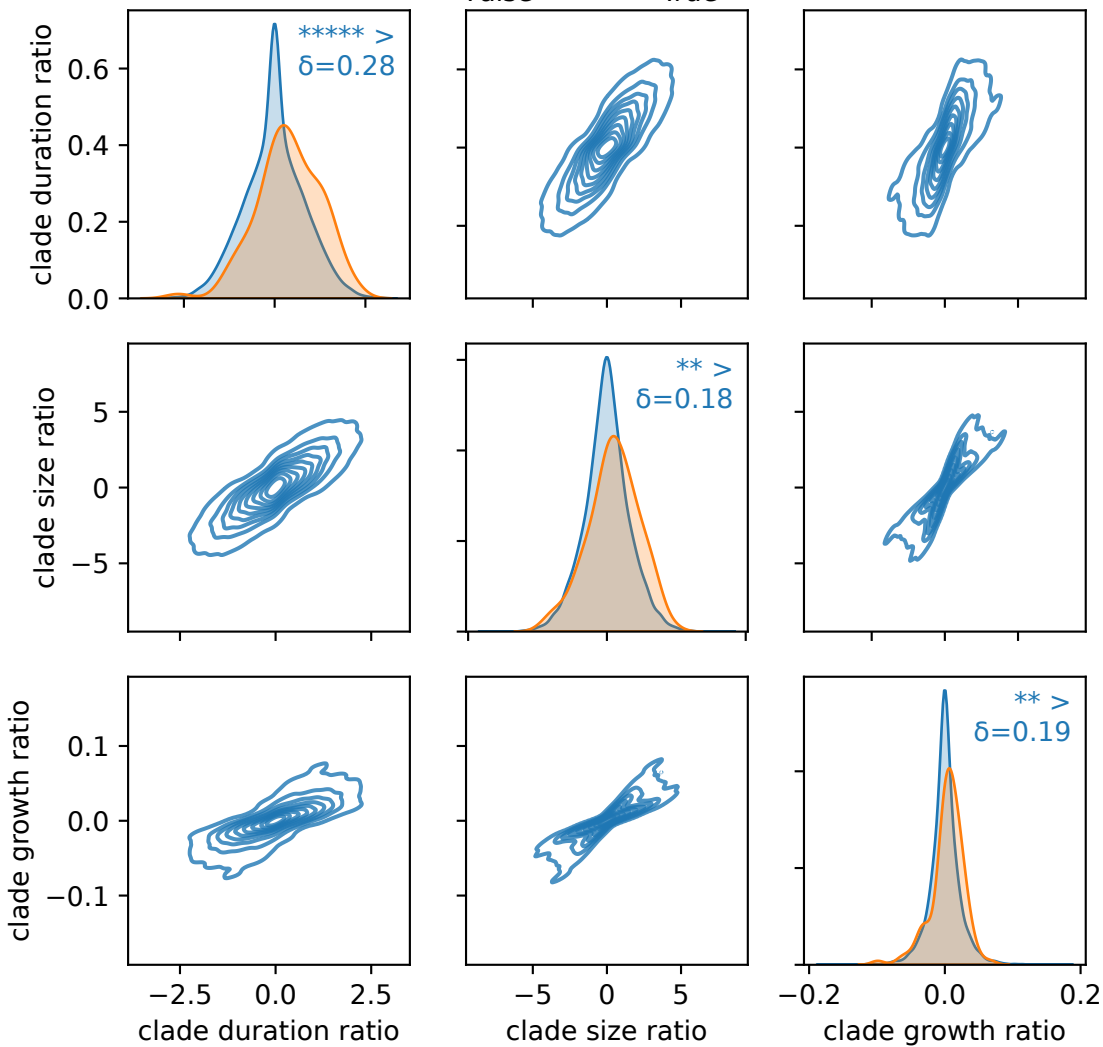 clade duration ratio
0.6
0.4
0.2
0.0
***** >
δ=0.28
clade size ratio
5
0
−5
** >
δ=0.18
clade growth ratio
0.1
0.0
−0.1
** >
δ=0.19
−2.5 0.0 2.5
−5 0 5
−0.2 0.0 0.2
clade duration ratio
clade size ratio
clade growth ratio